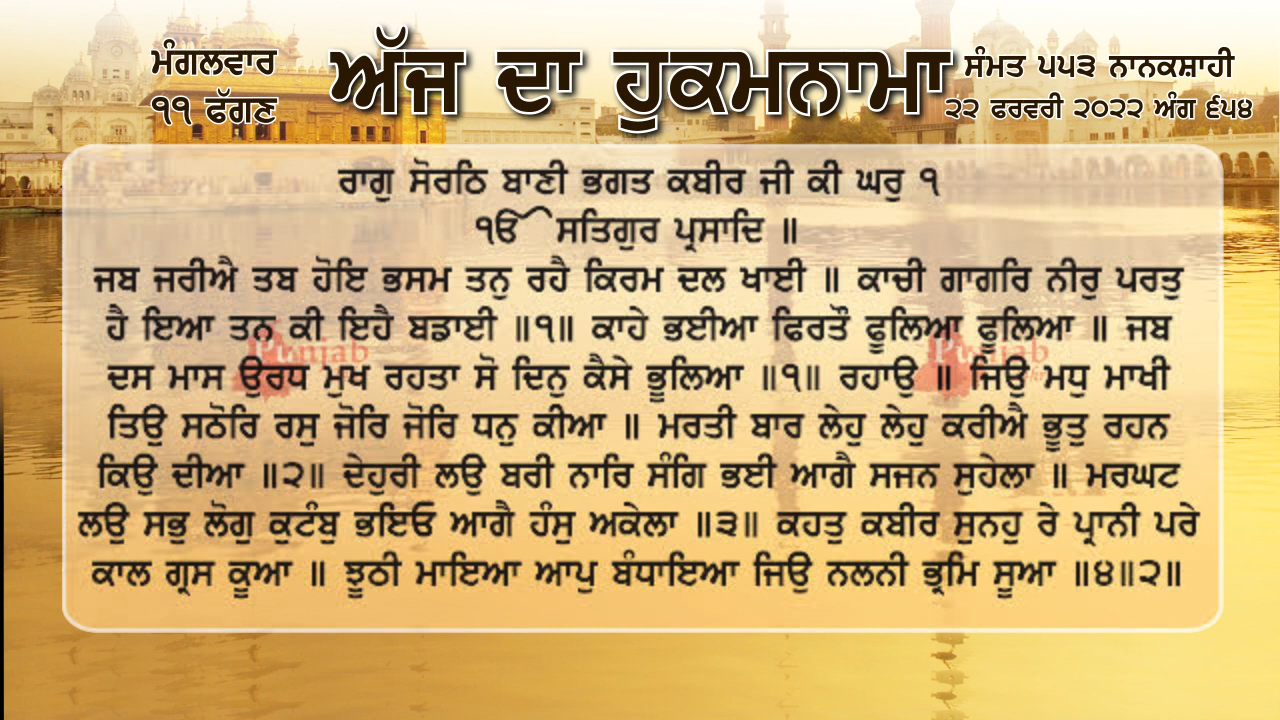 ਮੰਗਲਵਾਰ
੧੧ ਫੱਗਣ
ਅੱਜ ਦਾ ਹੁਕਮਨਾਮਾ
ਸੰਮਤ ੫੫੩ ਨਾਨਕਸ਼ਾਹੀ
੨੨ ਫਰਵਰੀ ੨੦੨੨ ਅੰਗ ੬੫੪
ਰਾਗੁ ਸੋਰਠਿ ਬਾਣੀ ਭਗਤ ਕਬੀਰ ਜੀ ਕੀ ਘਰੁ ੧
ੴ ਸਤਿਗੁਰ ਪ੍ਰਸਾਦਿ ॥
ਜਬ ਜਰੀਐ ਤਬ ਹੋਇ ਭਸਮ ਤਨੁ ਰਹੈ ਕਿਰਮ ਦਲ ਖਾਈ ॥ ਕਾਚੀ ਗਾਗਰਿ ਨੀਰੁ ਪਰਤੁ
ਹੈ ਇਆ ਤਨ ਕੀ ਇਹੈ ਬਡਾਈ ॥੧॥ ਕਾਹੇ ਭਈਆ ਫਿਰਤੌ ਫੂਲਿਆ ਫੂਲਿਆ ॥ ਜਬ
ਦਸ ਮਾਸ ਉਰਧ ਮੁਖ ਰਹਤਾ ਸੋ ਦਿਨੁ ਕੈਸੇ ਭੂਲਿਆ ॥੧॥ ਰਹਾਉ ॥ ਜਿਉ ਮਧੁ ਮਾਖੀ
ਤਿਉ ਸਠੋਰਿ ਰਸੁ ਜੋਰਿ ਜੋਰਿ ਧਨੁ ਕੀਆ ॥ ਮਰਤੀ ਬਾਰ ਲੇਹੁ ਲੇਹੁ ਕਰੀਐ ਭੂਤੁ ਰਹਨ
ਕਿਉ ਦੀਆ ॥੨॥ ਦੇਹੁਰੀ ਲਉ ਬਰੀ ਨਾਰਿ ਸੰਗਿ ਭਈ ਆਗੈ ਸਜਨ ਸੁਹੇਲਾ ॥ ਮਰਘਟ
ਲਉ ਸਭੁ ਲੋਗੁ ਕੁਟੰਬੁ ਭਇਓ ਆਗੈ ਹੰਸੁ ਅਕੇਲਾ ॥੩॥ ਕਹਤੁ ਕਬੀਰ ਸੁਨਹੁ ਰੇ ਪ੍ਰਾਨੀ ਪਰੇ
ਕਾਲ ਗ੍ਰਸ ਕੂਆ ॥ ਝੂਠੀ ਮਾਇਆ ਆਪੁ ਬੰਧਾਇਆ ਜਿਉ ਨਲਨੀ ਭ੍ਰਮਿ ਸੂਆ ॥੪॥੨॥
Punjab
Punjab